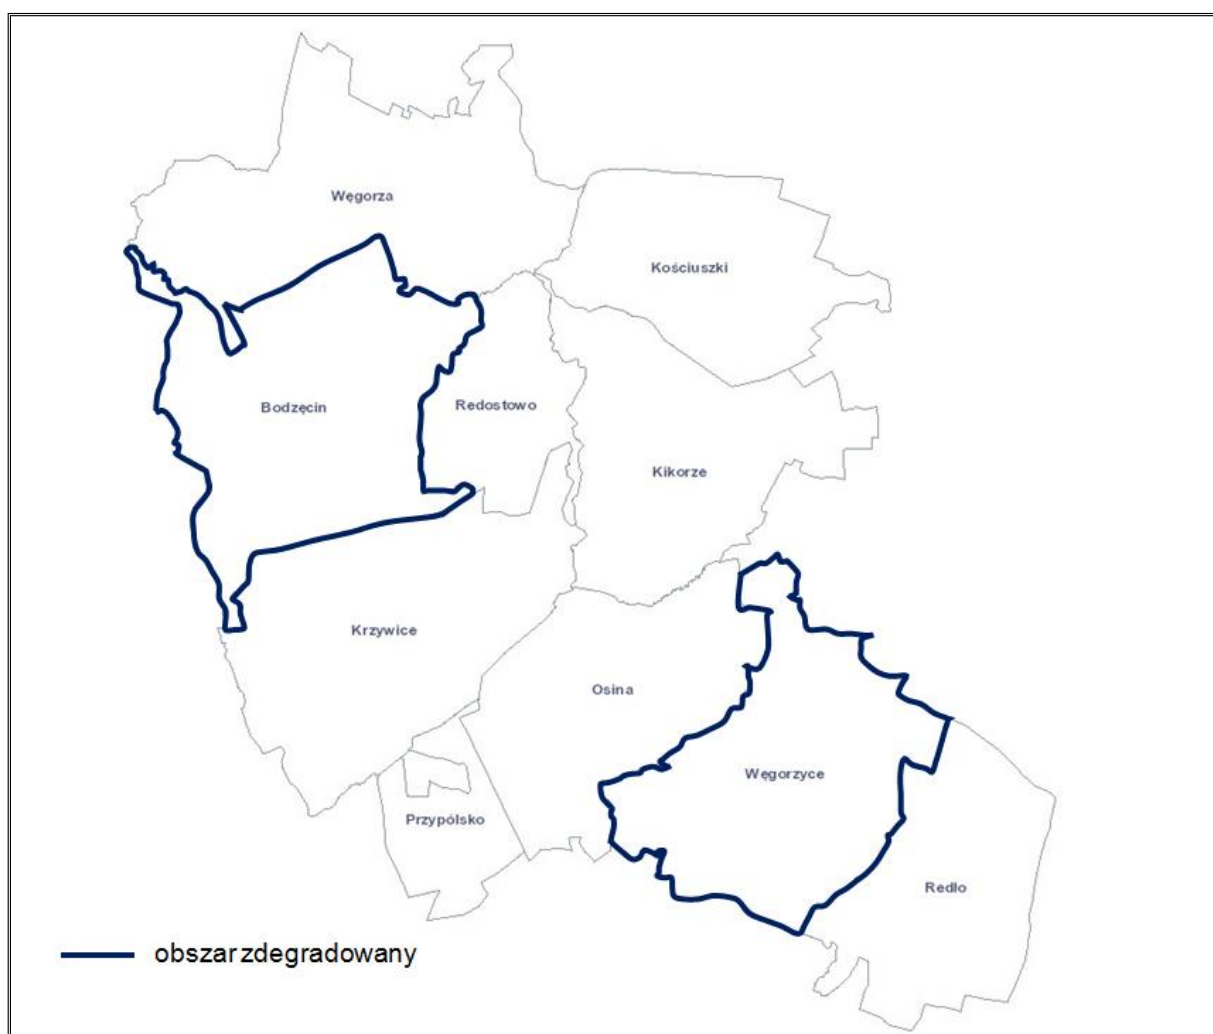 Węgorza
Kościuszki
Bodzęcin
Redostowo
Kikorze
Krzywice
Osina
Węgorzyce
Przypólsko
Redło
obszar zdegradowany